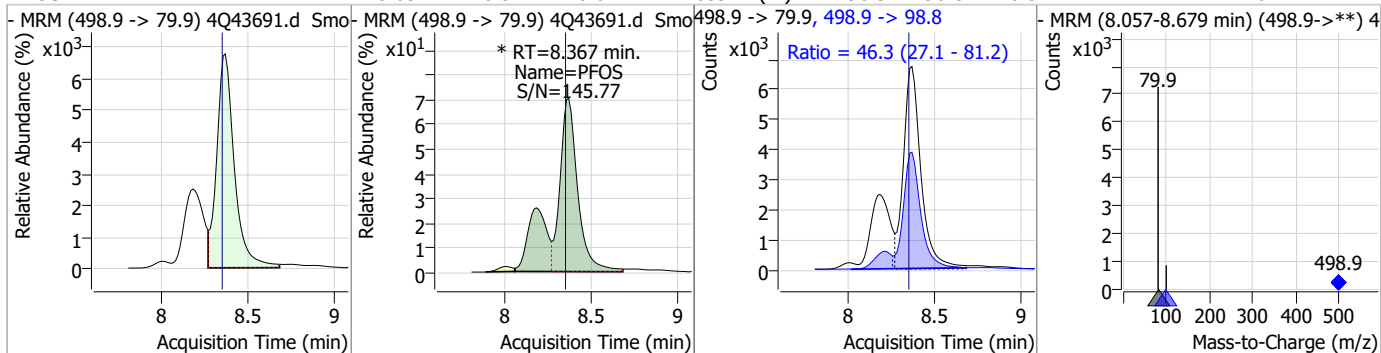 - MRM (498.9 -> 79.9) 4Q43691.d Smo
x10³
Relative Abundance (%)
6
5
4
3
2
1
0
8
8.5
9
Acquisition Time (min)
- MRM (498.9 -> 79.9) 4Q43691.d Smo
x10¹
* RT=8.367 min.
Name=PFOS
S/N=145.77
Relative Abundance (%)
7
6
5
4
3
2
1
0
8
8.5
9
Acquisition Time (min)
498.9 -> 79.9, 498.9 -> 98.8
x10³
Ratio = 46.3 (27.1 - 81.2)
Counts
6
5
4
3
2
1
0
8
8.5
9
Acquisition Time (min)
- MRM (8.057-8.679 min) (498.9->**) 4
x10³
Counts
79.9
7
6
5
4
3
2
1
0
498.9
100
200
300
400
500
Mass-to-Charge (m/z)